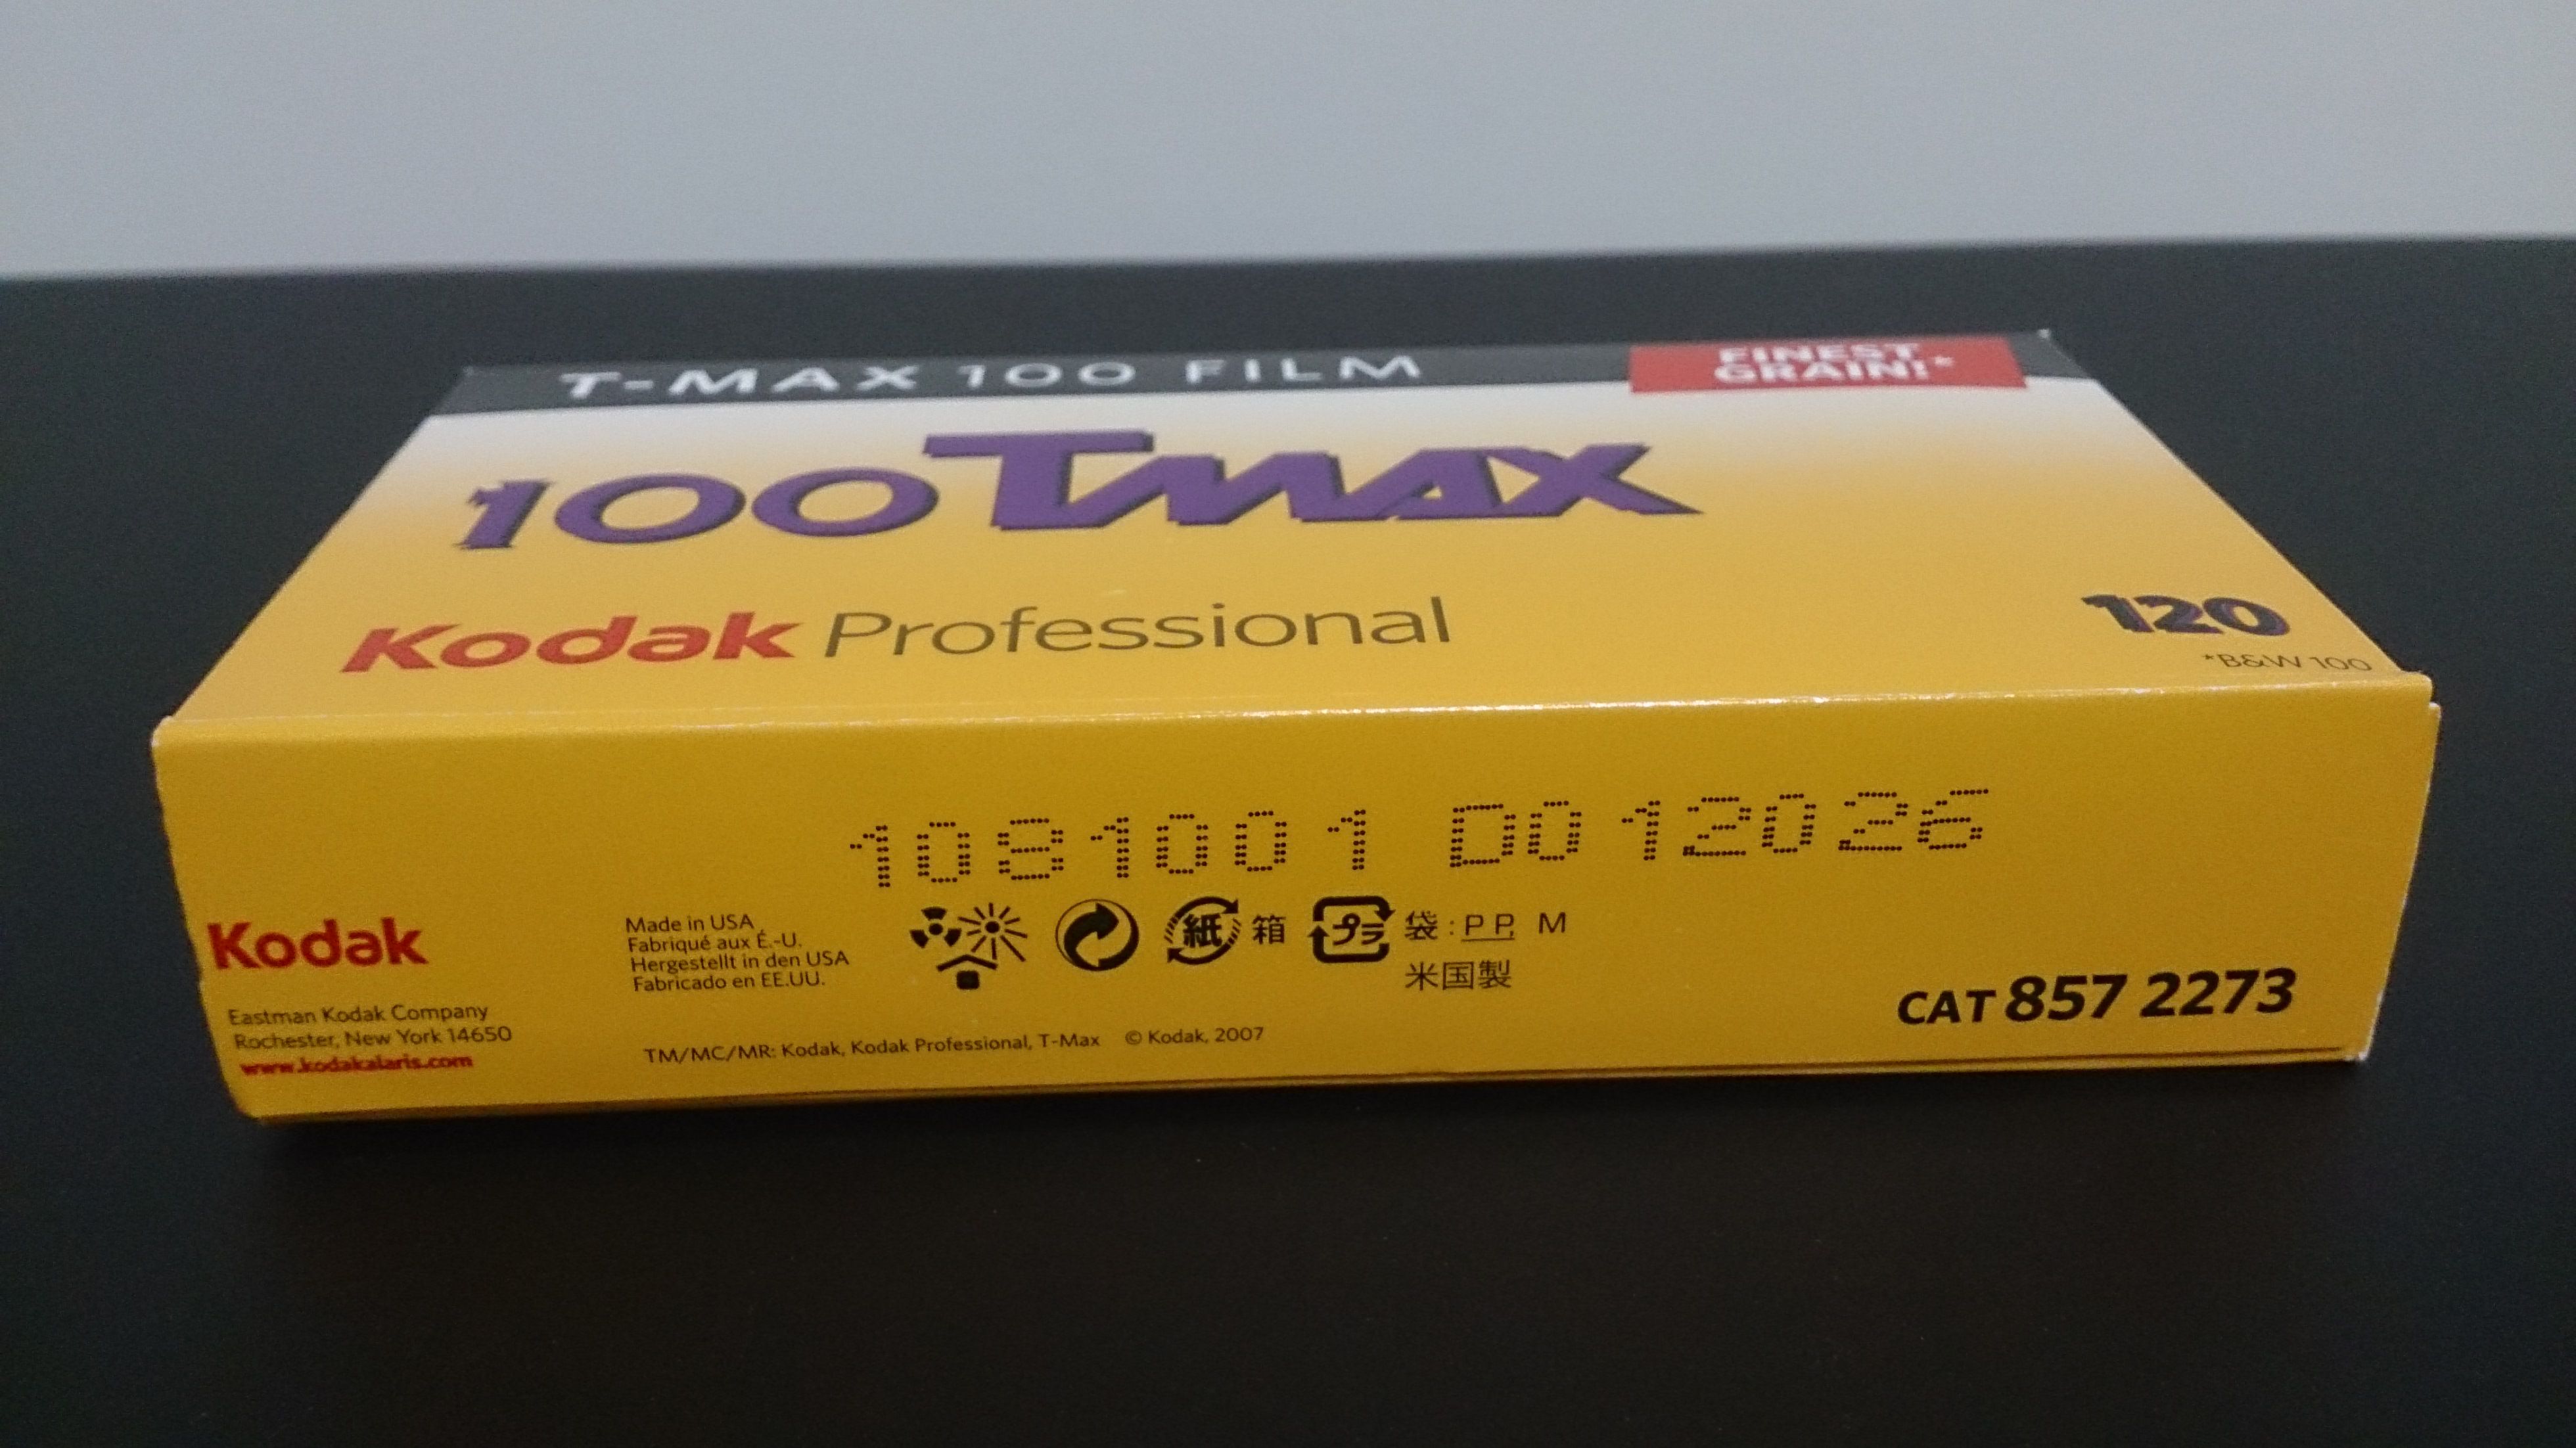 T-MAX 100 FILM
FINEST
GRAIN!*
100 TMAX
Kodak Professional
120
*B&W 100
1081001 D012026
Kodak
Eastman Kodak Company
Rochester, New York 14650
www.kodakalaris.com
Made in USA
Fabriqué aux É.-U.
Hergestellt in den USA
Fabricado en EE.UU.
紙 箱 プラ 袋 : PP, M
米国製
TM/MC/MR: Kodak, Kodak Professional, T-Max © Kodak, 2007
CAT 857 2273